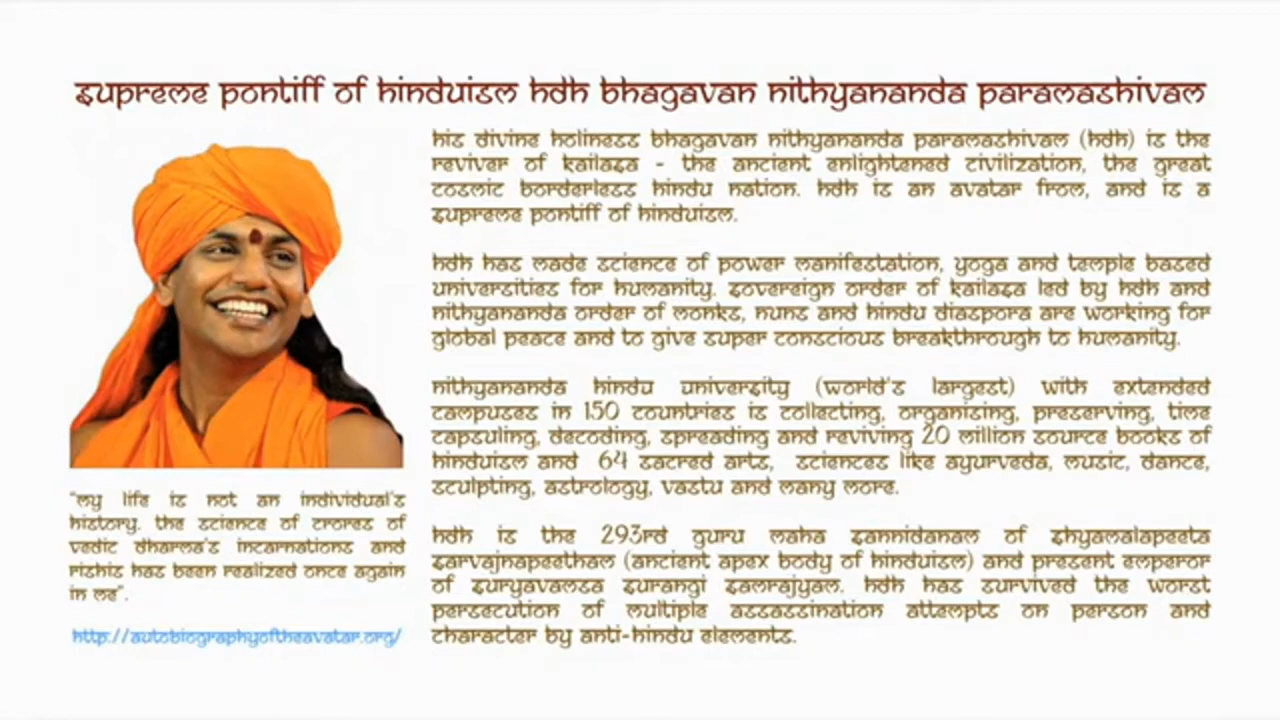 supreme pontiff of hinduism hdh bhagavan nithyananda paramashivam
his divine holiness bhagavan nithyananda paramashivam (hdh) is the
reviver of kailasa - the ancient enlightened civilization, the great
cosmic borderless hindu nation. hdh is an avatar from, and is a
supreme pontiff of hinduism.
hdh has made science of power manifestation, yoga and temple based
universities for humanity. sovereign order of kailasa led by hdh and
nithyananda order of monks, nuns and hindu diaspora are working for
global peace and to give super conscious breakthrough to humanity.
nithyananda hindu university (world's largest) with extended
campuses in 150 countries is collecting, organising, preserving, time
capsuling, decoding, spreading and reviving 20 million source books of
hinduism and 64 sacred arts, sciences like ayurveda, music, dance,
sculpting, astrology, vastu and many more.
hdh is the 293rd guru maha sannidanam of shyamalapeeta
sarvajnapeetham (ancient apex body of hinduism) and present emperor
of suryavamsa surangi samrajyam. hdh has survived the worst
persecution of multiple assassination attempts on person and
character by anti-hindu elements.
"my life is not an individual's
history. the science of crores of
vedic dharma's incarnations and
rishis has been realized once again
in me".
http://autobiographyoftheavatar.org/